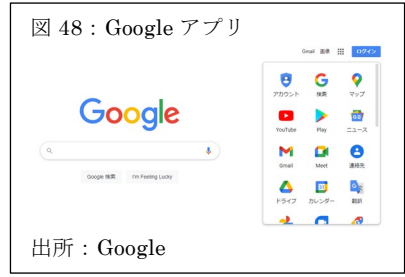 図 48：Google アプリ
Gmail 画像 ログイン
Google
アカウント 検索 マップ
YouTube Play ニュース
Gmail Meet 連絡先
ドライブ カレンダー 翻訳
Google 検索 I'm Feeling Lucky
出所：Google